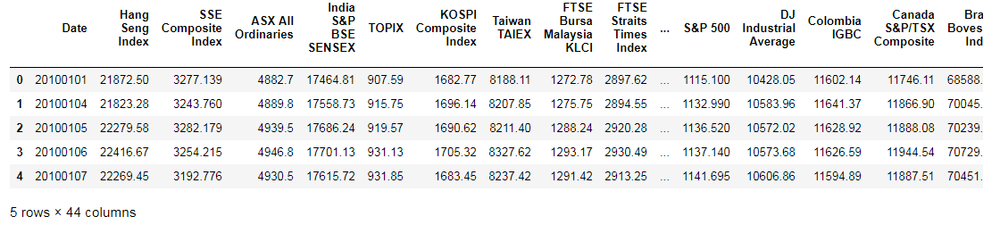 Date Hang Seng Index SSE Composite Index ASX All Ordinaries India S&P BSE SENSEX TOPIX KOSPI Composite Index Taiwan TAIEX FTSE Bursa Malaysia KLCI FTSE Straits Times Index ... S&P 500 DJ Industrial Average Colombia IGBC Canada S&P/TSX Composite Bra Boves Ind
0 20100101 21872.50 3277.139 4882.7 17464.81 907.59 1682.77 8188.11 1272.78 2897.62 ... 1115.100 10428.05 11602.14 11746.11 68588.
1 20100104 21823.28 3243.760 4889.8 17558.73 915.75 1696.14 8207.85 1275.75 2894.55 ... 1132.990 10583.96 11641.37 11866.90 70045.
2 20100105 22279.58 3282.179 4939.5 17686.24 919.57 1690.62 8211.40 1288.24 2920.28 ... 1136.520 10572.02 11628.92 11888.08 70239.
3 20100106 22416.67 3254.215 4946.8 17701.13 931.13 1705.32 8327.62 1293.17 2930.49 ... 1137.140 10573.68 11626.59 11944.54 70729.
4 20100107 22269.45 3192.776 4930.5 17615.72 931.85 1683.45 8237.42 1291.42 2913.25 ... 1141.695 10606.86 11594.89 11887.51 70451.
5 rows × 44 columns